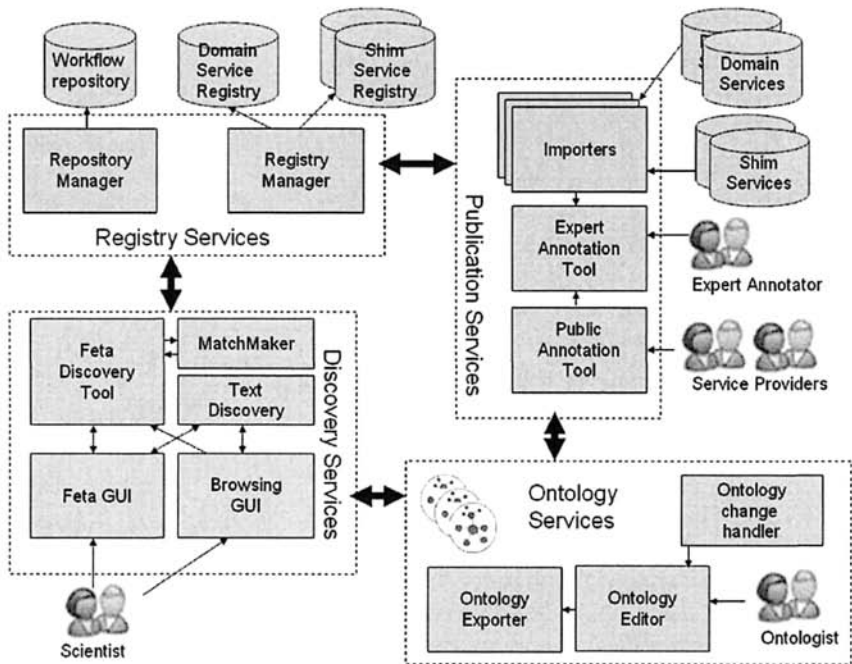 Workflow
repository
Domain
Service
Registry
Shim
Service
Registry
Repository
Manager
Registry
Manager
Registry Services
Domain
Services
Shim
Services
Importers
Expert
Annotation
Tool
Public
Annotation
Tool
Publication Services
Expert Annotator
Service Providers
Feta
Discovery
Tool
MatchMaker
Text
Discovery
Feta GUI
Browsing
GUI
Discovery Services
Scientist
Ontology
Services
Ontology
change
handler
Ontology
Exporter
Ontology
Editor
Ontologist